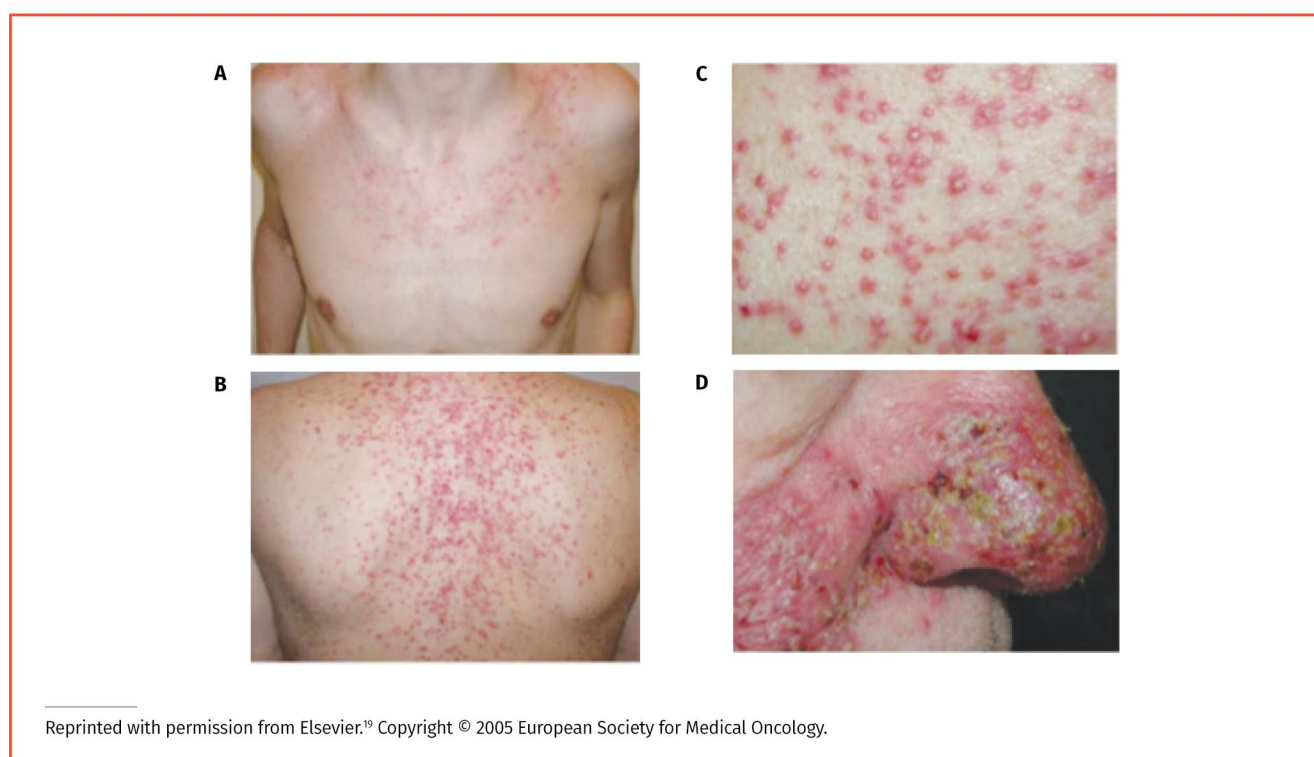 A
C
B
D
Reprinted with permission from Elsevier.¹⁹ Copyright © 2005 European Society for Medical Oncology.